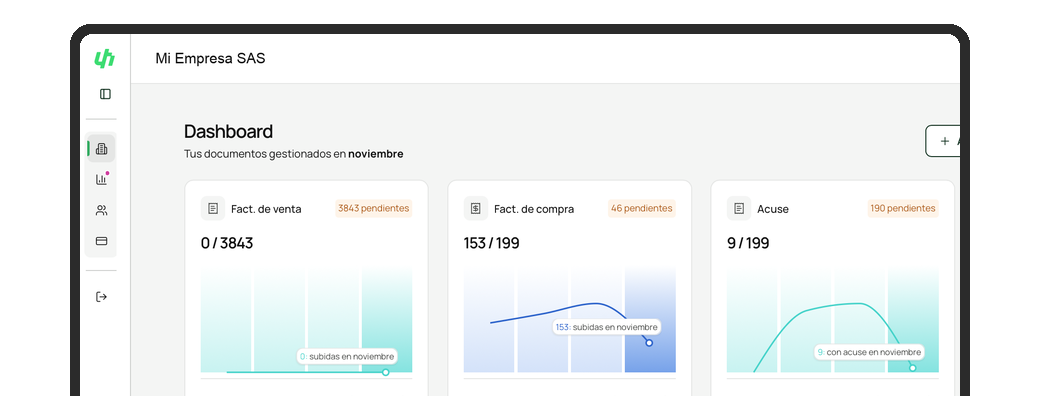 Mi Empresa SAS
Dashboard
Tus documentos gestionados en noviembre
Fact. de venta
3843 pendientes
0 / 3843
0: subidas en noviembre
Fact. de compra
46 pendientes
153 / 199
153: subidas en noviembre
Acuse
190 pendientes
9 / 199
9: con acuse en noviembre